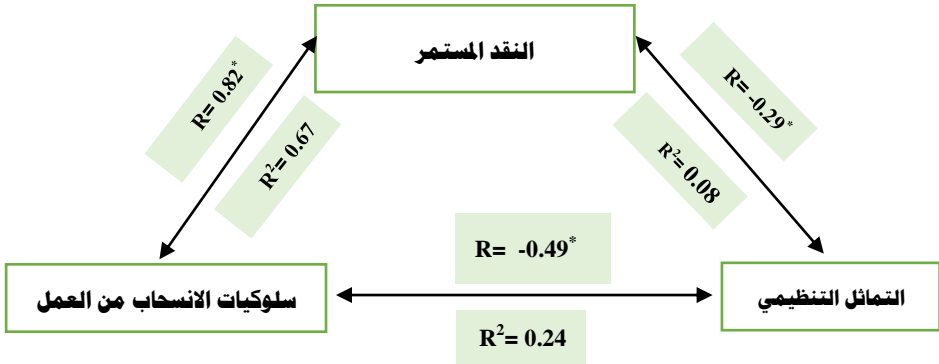 النقد المستمر
R= 0.82*
R²= 0.67
R= -0.29*
R²= 0.08
R= -0.49*
سلوكيات الانسحاب من العمل
التماثل التنظيمي
R²= 0.24